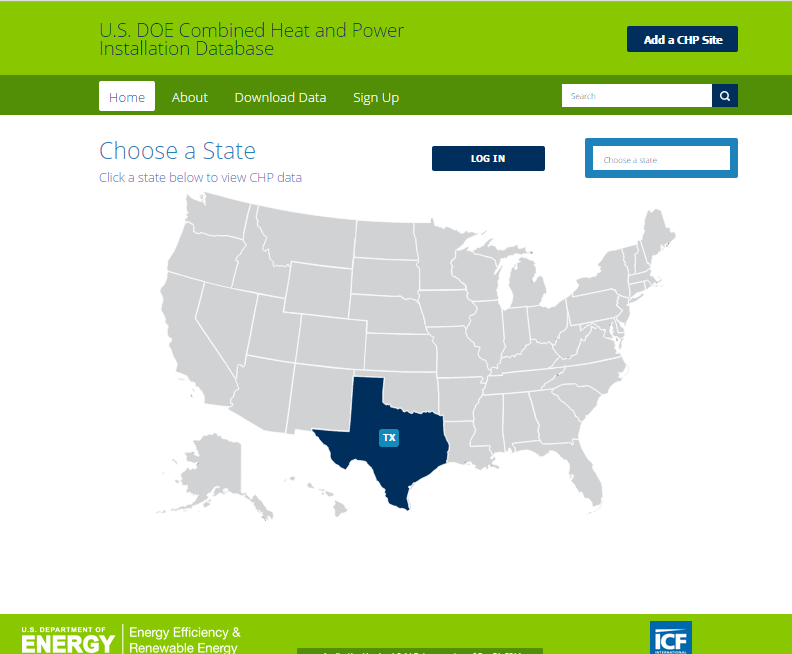 U.S. DOE Combined Heat and Power
Installation Database
Add a CHP Site
Home About Download Data Sign Up
Search
Choose a State
LOG IN
Choose a state
Click a state below to view CHP data
TX
U.S. DEPARTMENT OF
ENERGY
Energy Efficiency &
Renewable Energy
ICF
INTERNATIONAL